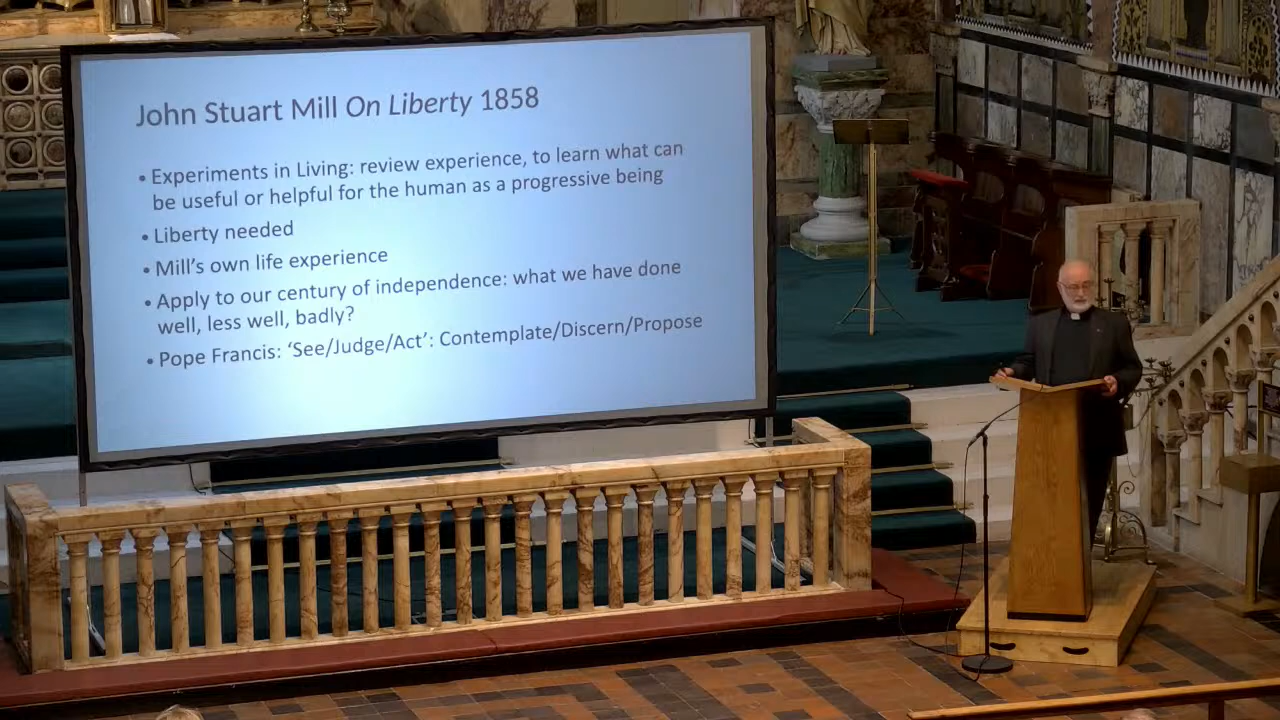 John Stuart Mill On Liberty 1858
• Experiments in Living: review experience, to learn what can
be useful or helpful for the human as a progressive being
• Liberty needed
• Mill's own life experience
• Apply to our century of independence: what we have done
well, less well, badly?
• Pope Francis: 'See/Judge/Act': Contemplate/Discern/Propose